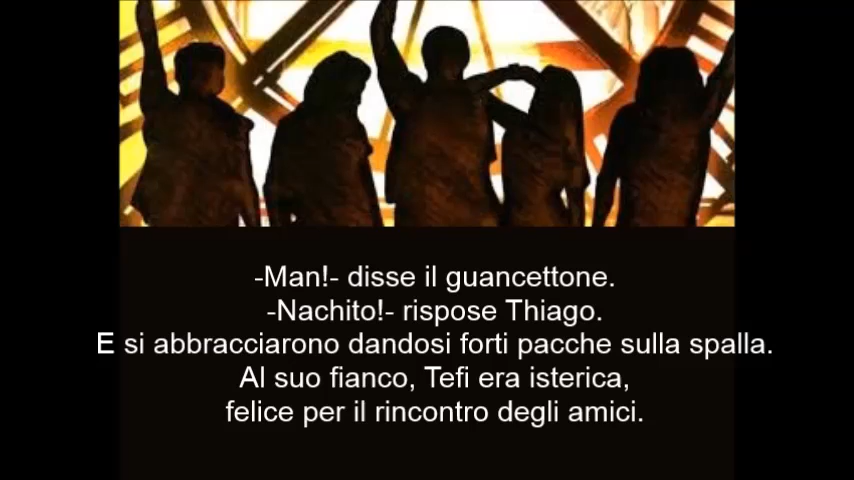 -Man!- disse il guancettone.
-Nachito!- rispose Thiago.
E si abbracciarono dandosi forti pacche sulla spalla.
Al suo fianco, Tefi era isterica,
felice per il rincontro degli amici.